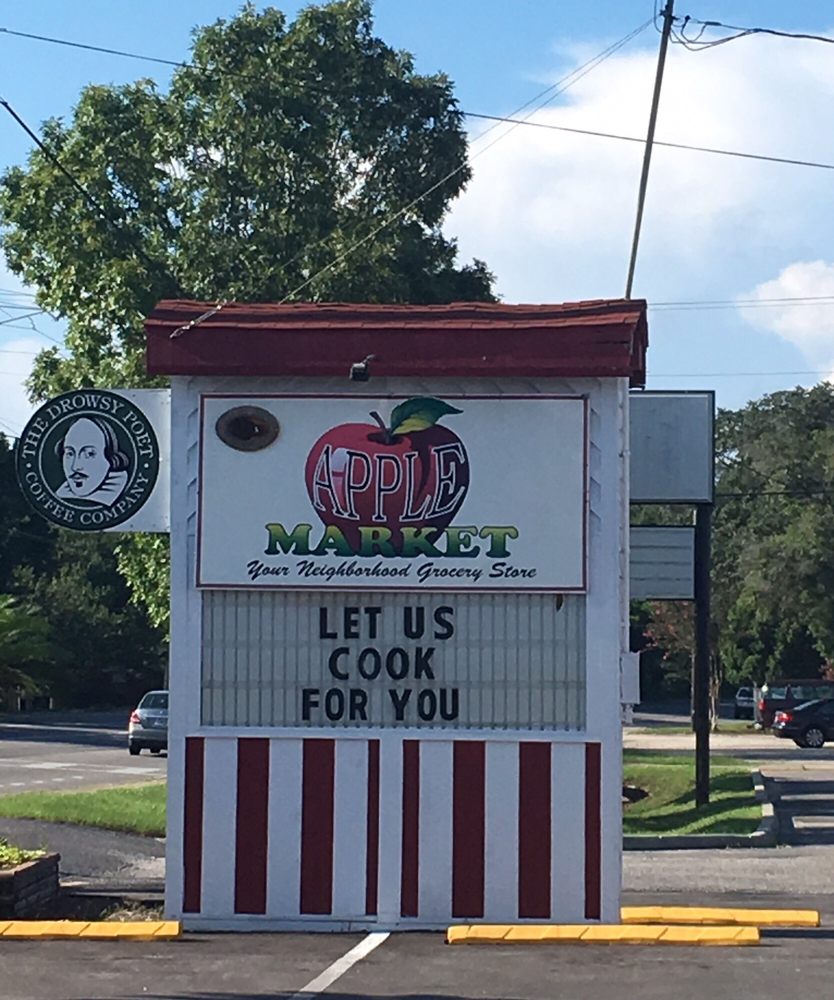 THE DROWSY POET
COFFEE COMPANY
APPLE
MARKET
Your Neighborhood Grocery Store
LET US
COOK
FOR YOU